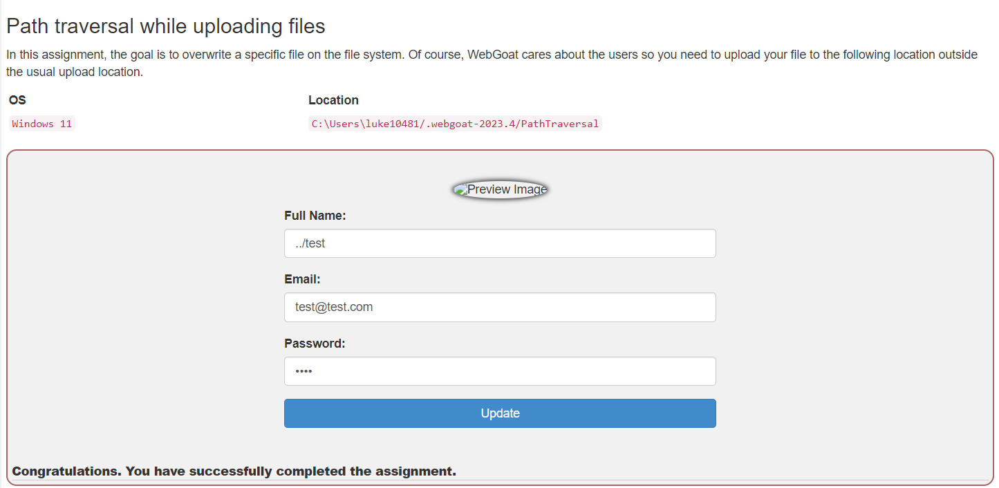 Path traversal while uploading files
In this assignment, the goal is to overwrite a specific file on the file system. Of course, WebGoat cares about the users so you need to upload your file to the following location outside
the usual upload location.
OS Location
Windows 11 C:\Users\luke10481/.webgoat-2023.4/PathTraversal
Preview Image
Full Name:
../test
Email:
test@test.com
Password:
••••
Update
Congratulations. You have successfully completed the assignment.